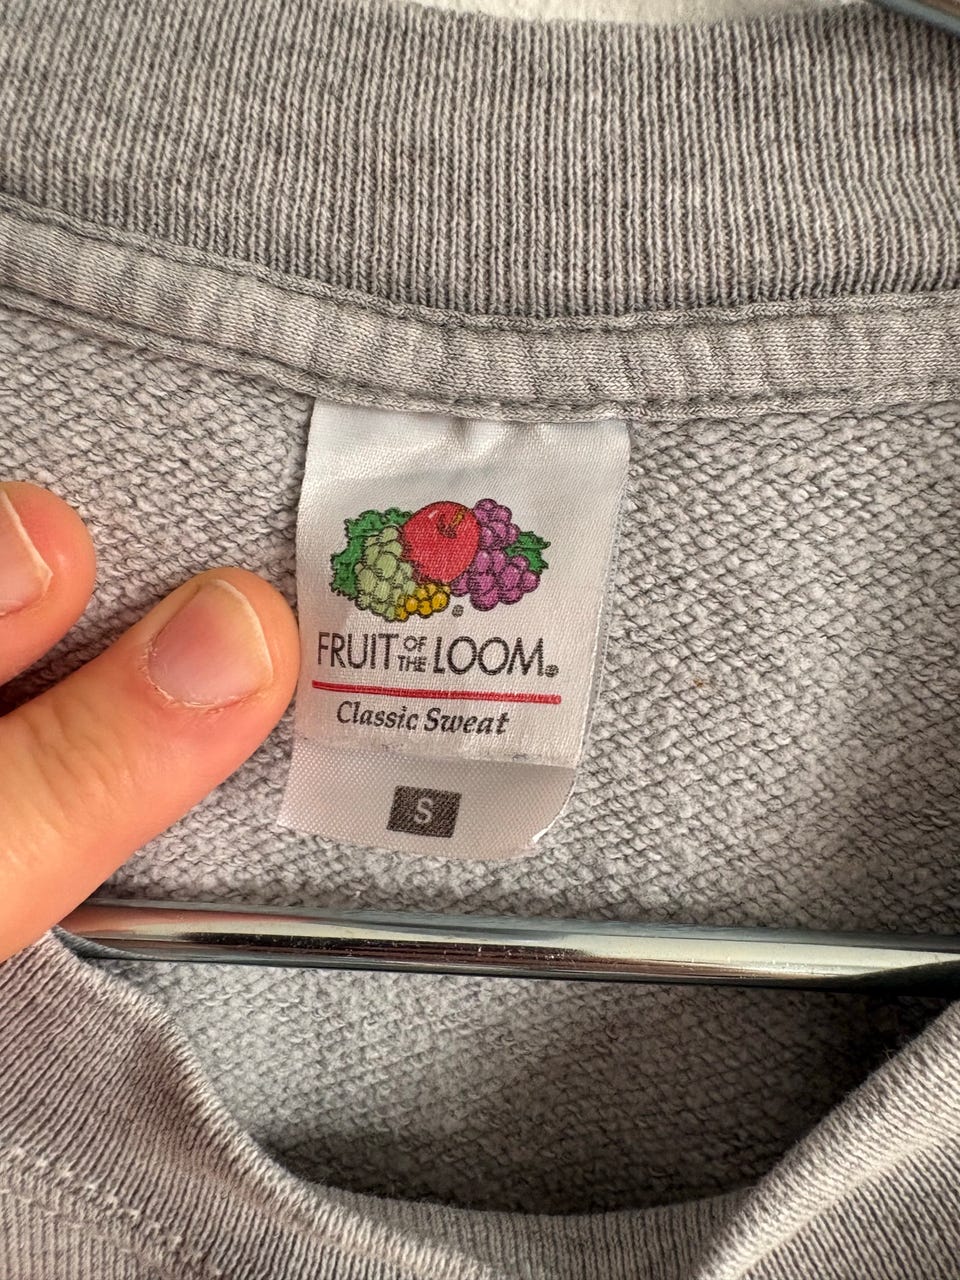 FRUIT OF THE LOOM®
Classic Sweat
S